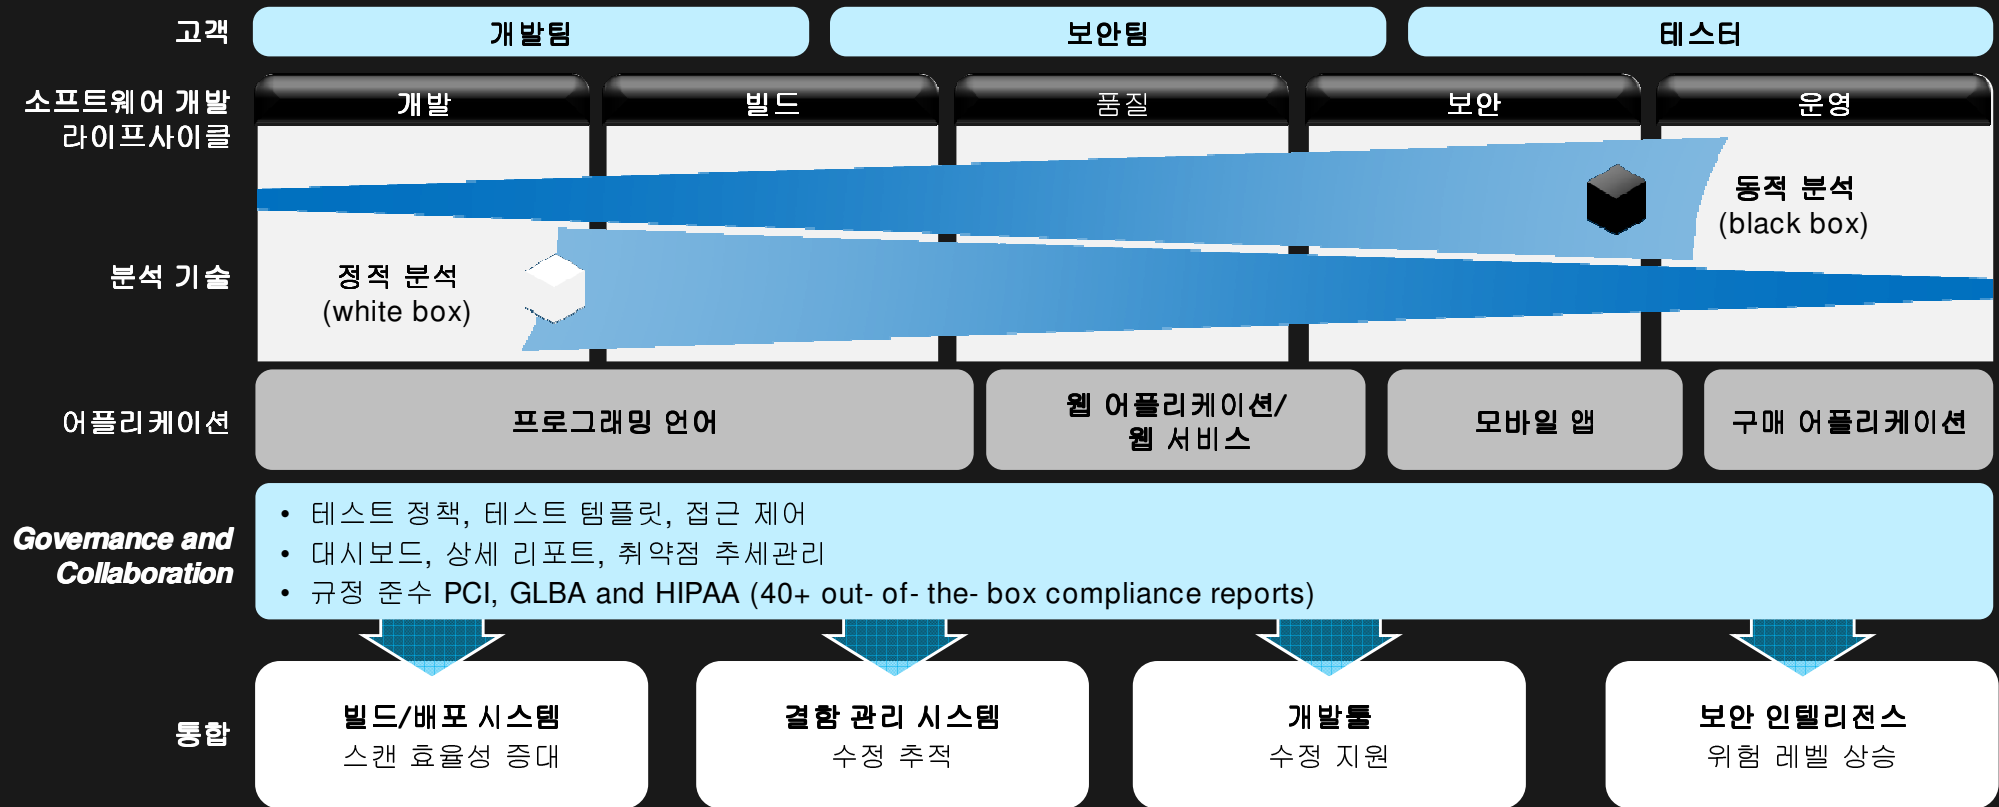 고객
개발팀
보안팀
테스터
소프트웨어 개발
라이프사이클
개발
빌드
품질
보안
운영
분석 기술
동적 분석
(black box)
정적 분석
(white box)
어플리케이션
프로그래밍 언어
웹 어플리케이션/
웹 서비스
모바일 앱
구매 어플리케이션
Governance and
Collaboration
• 테스트 정책, 테스트 템플릿, 접근 제어
• 대시보드, 상세 리포트, 취약점 추세관리
• 규정 준수 PCI, GLBA and HIPAA (40+ out- of- the- box compliance reports)
통합
빌드/배포 시스템
스캔 효율성 증대
결함 관리 시스템
수정 추적
개발툴
수정 지원
보안 인텔리전스
위험 레벨 상승